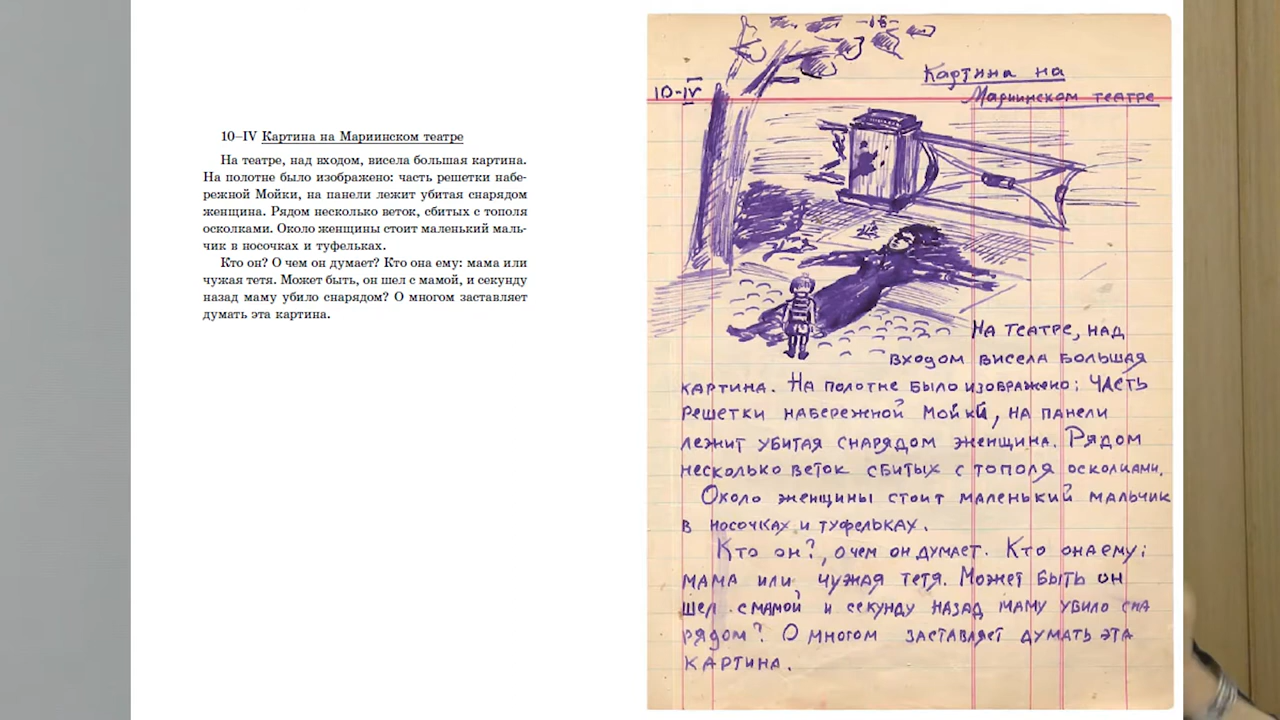 10–IV Картина на Мариинском театре
На театре, над входом, висела большая картина.
На полотне было изображено: часть решетки набе-
режной Мойки, на панели лежит убитая снарядом
женщина. Рядом несколько веток, сбитых с тополя
осколками. Около женщины стоит маленький маль-
чик в носочках и туфельках.
Кто он? О чем он думает? Кто она ему: мама или
чужая тетя. Может быть, он шел с мамой, и секунду
назад маму убило снарядом? О многом заставляет
думать эта картина.
-16-
10-IV
Картина на
Мариинском театре
На театре, над
входом висела большая
картина. На полотне было изображено: часть
решетки набережной Мойки, на панели
лежит убитая снарядом женщина. Рядом
несколько веток сбитых с тополя осколками.
Около женщины стоит маленький мальчик
в носочках и туфельках.
Кто он?, о чем он думает. Кто она ему:
мама или чужая тетя. Может быть он
шел с мамой и секунду назад маму убило сна
рядом? О многом заставляет думать эта
картина.